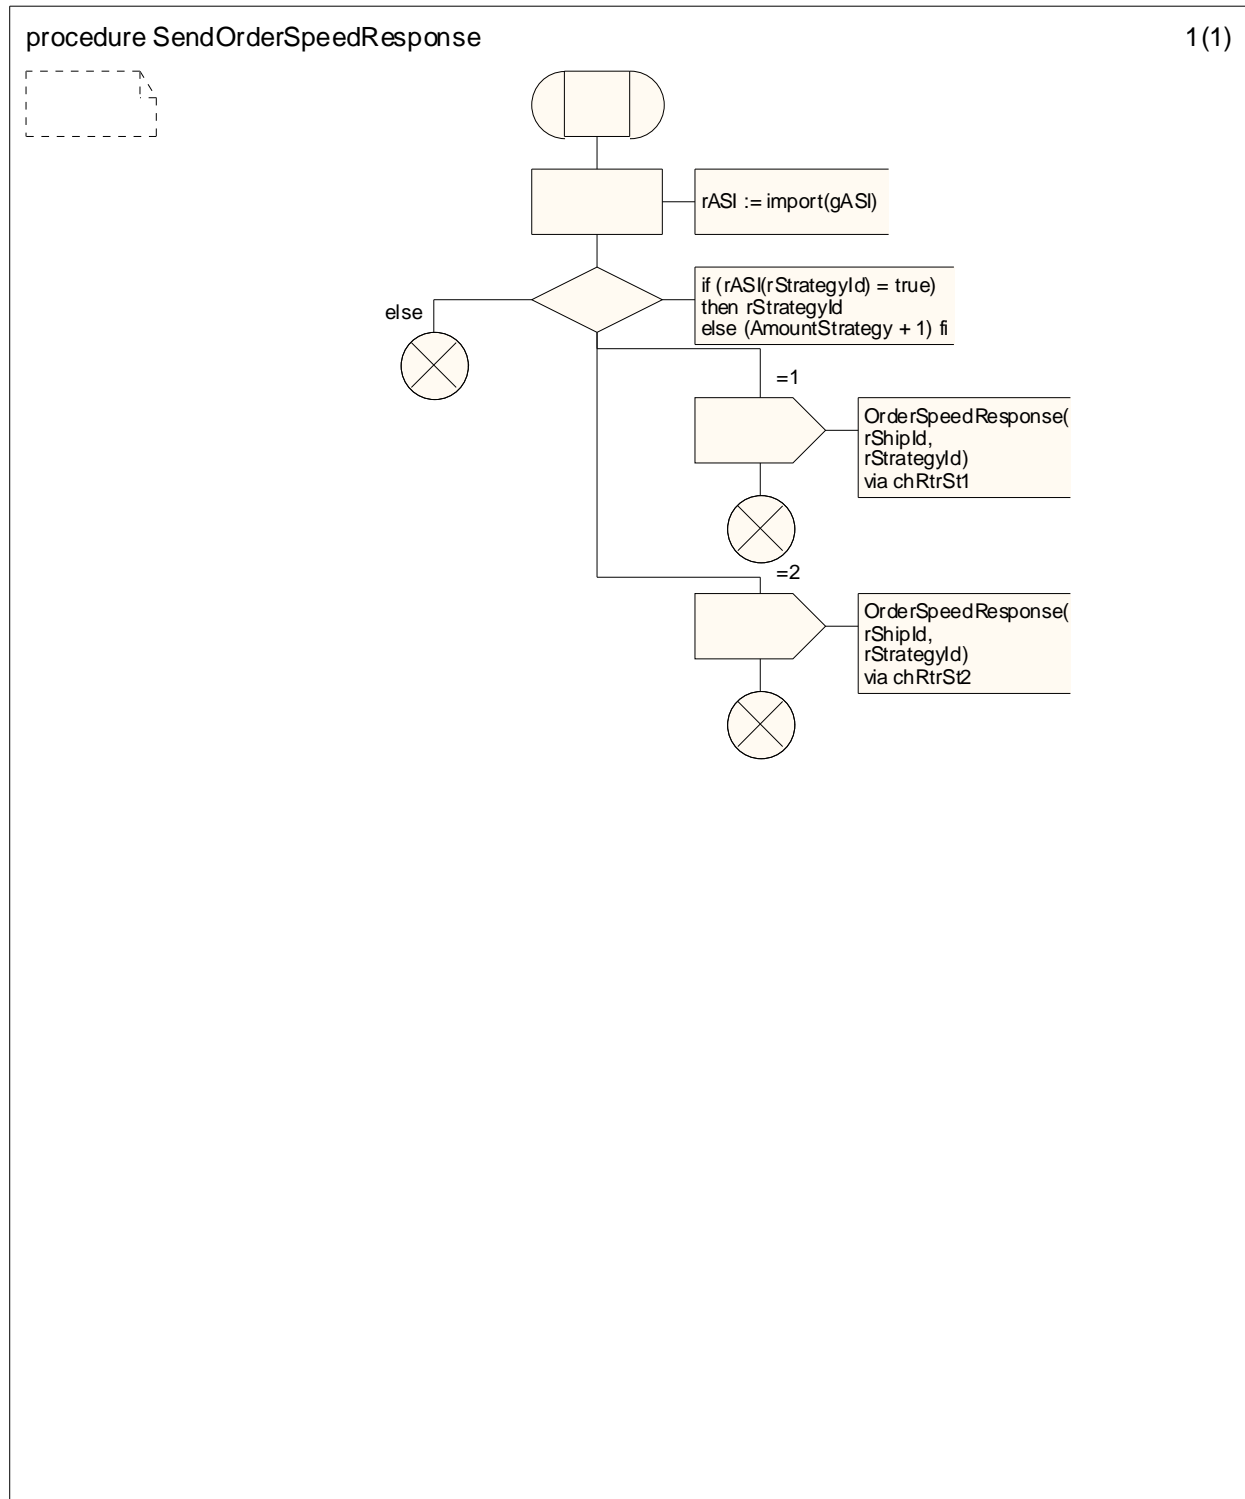 procedure SendOrderSpeedResponse
1(1)
rASI := import(gASI)
if (rASI(rStrategyId) = true)
then rStrategyId
else (AmountStrategy + 1) fi
else
=1
OrderSpeedResponse(
rShipId,
rStrategyId)
via chRtrSt1
=2
OrderSpeedResponse(
rShipId,
rStrategyId)
via chRtrSt2